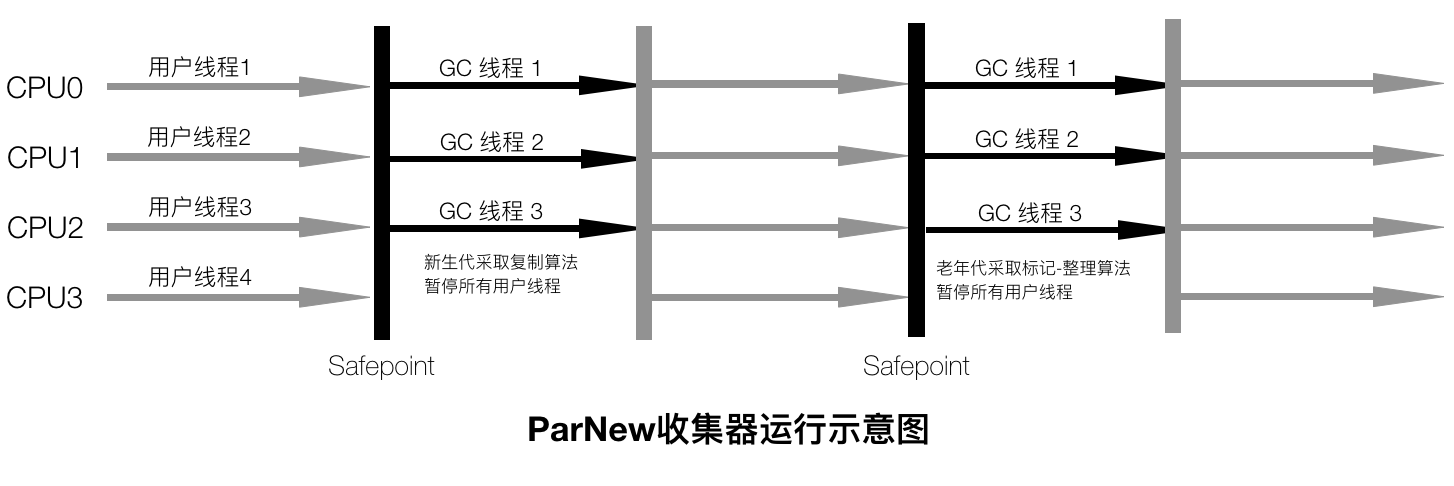 CPU0
用户线程1
GC 线程 1
GC 线程 1
CPU1
用户线程2
GC 线程 2
GC 线程 2
CPU2
用户线程3
GC 线程 3
GC 线程 3
CPU3
用户线程4
新生代采取复制算法
暂停所有用户线程
老年代采取标记-整理算法
暂停所有用户线程
Safepoint
Safepoint
ParNew收集器运行示意图